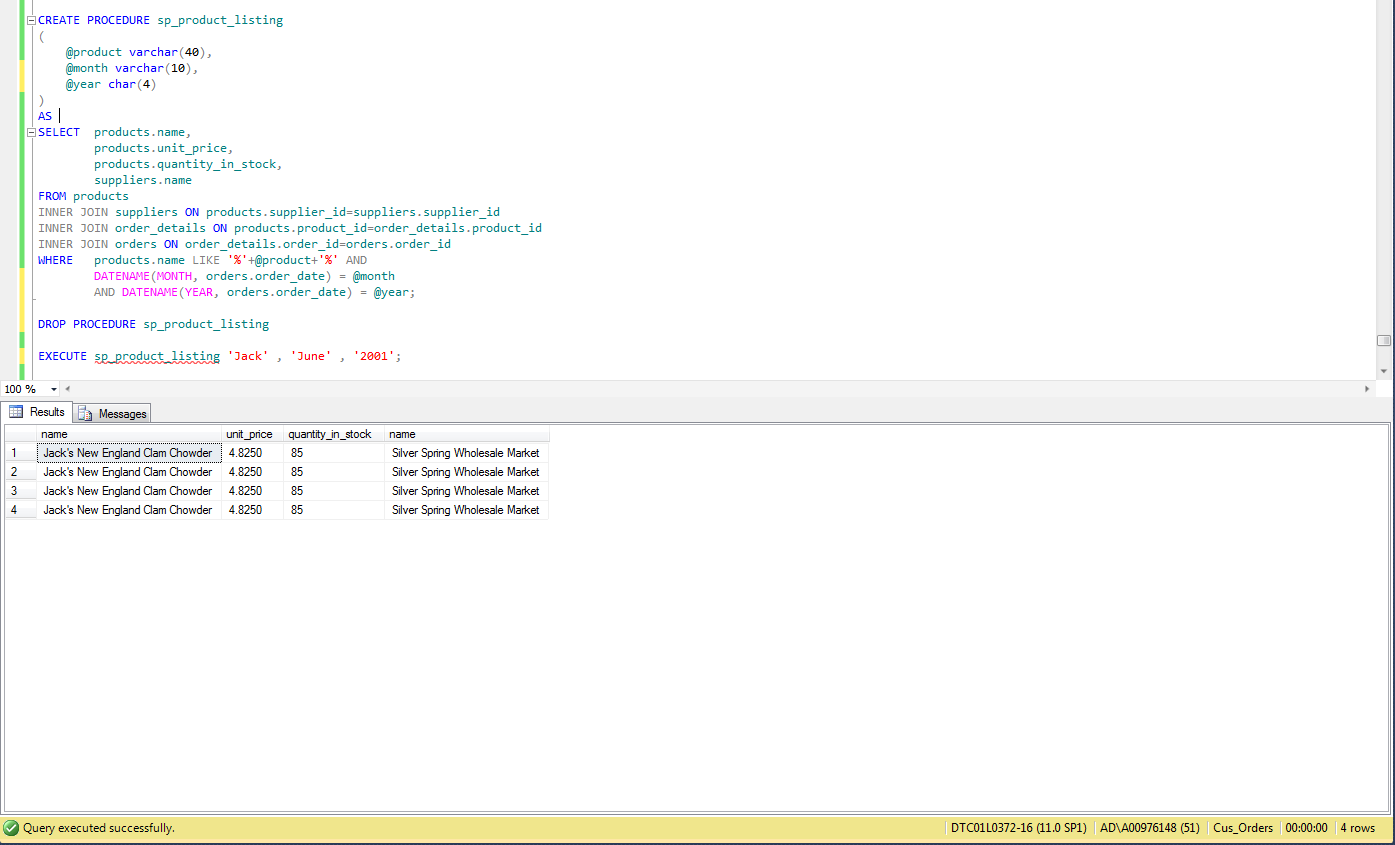 CREATE PROCEDURE sp_product_listing
(
@product varchar(40),
@month varchar(10),
@year char(4)
)
AS
SELECT products.name,
products.unit_price,
products.quantity_in_stock,
suppliers.name
FROM products
INNER JOIN suppliers ON products.supplier_id=suppliers.supplier_id
INNER JOIN order_details ON products.product_id=order_details.product_id
INNER JOIN orders ON order_details.order_id=orders.order_id
WHERE products.name LIKE '%'+@product+'%' AND
DATENAME(MONTH, orders.order_date) = @month
AND DATENAME(YEAR, orders.order_date) = @year;
DROP PROCEDURE sp_product_listing
EXECUTE sp_product_listing 'Jack' , 'June' , '2001';
100 %
Results Messages
name unit_price quantity_in_stock name
1 Jack's New England Clam Chowder 4.8250 85 Silver Spring Wholesale Market
2 Jack's New England Clam Chowder 4.8250 85 Silver Spring Wholesale Market
3 Jack's New England Clam Chowder 4.8250 85 Silver Spring Wholesale Market
4 Jack's New England Clam Chowder 4.8250 85 Silver Spring Wholesale Market
Query executed successfully. DTC01L0372-16 (11.0 SP1) AD\A00976148 (51) Cus_Orders 00:00:00 4 rows